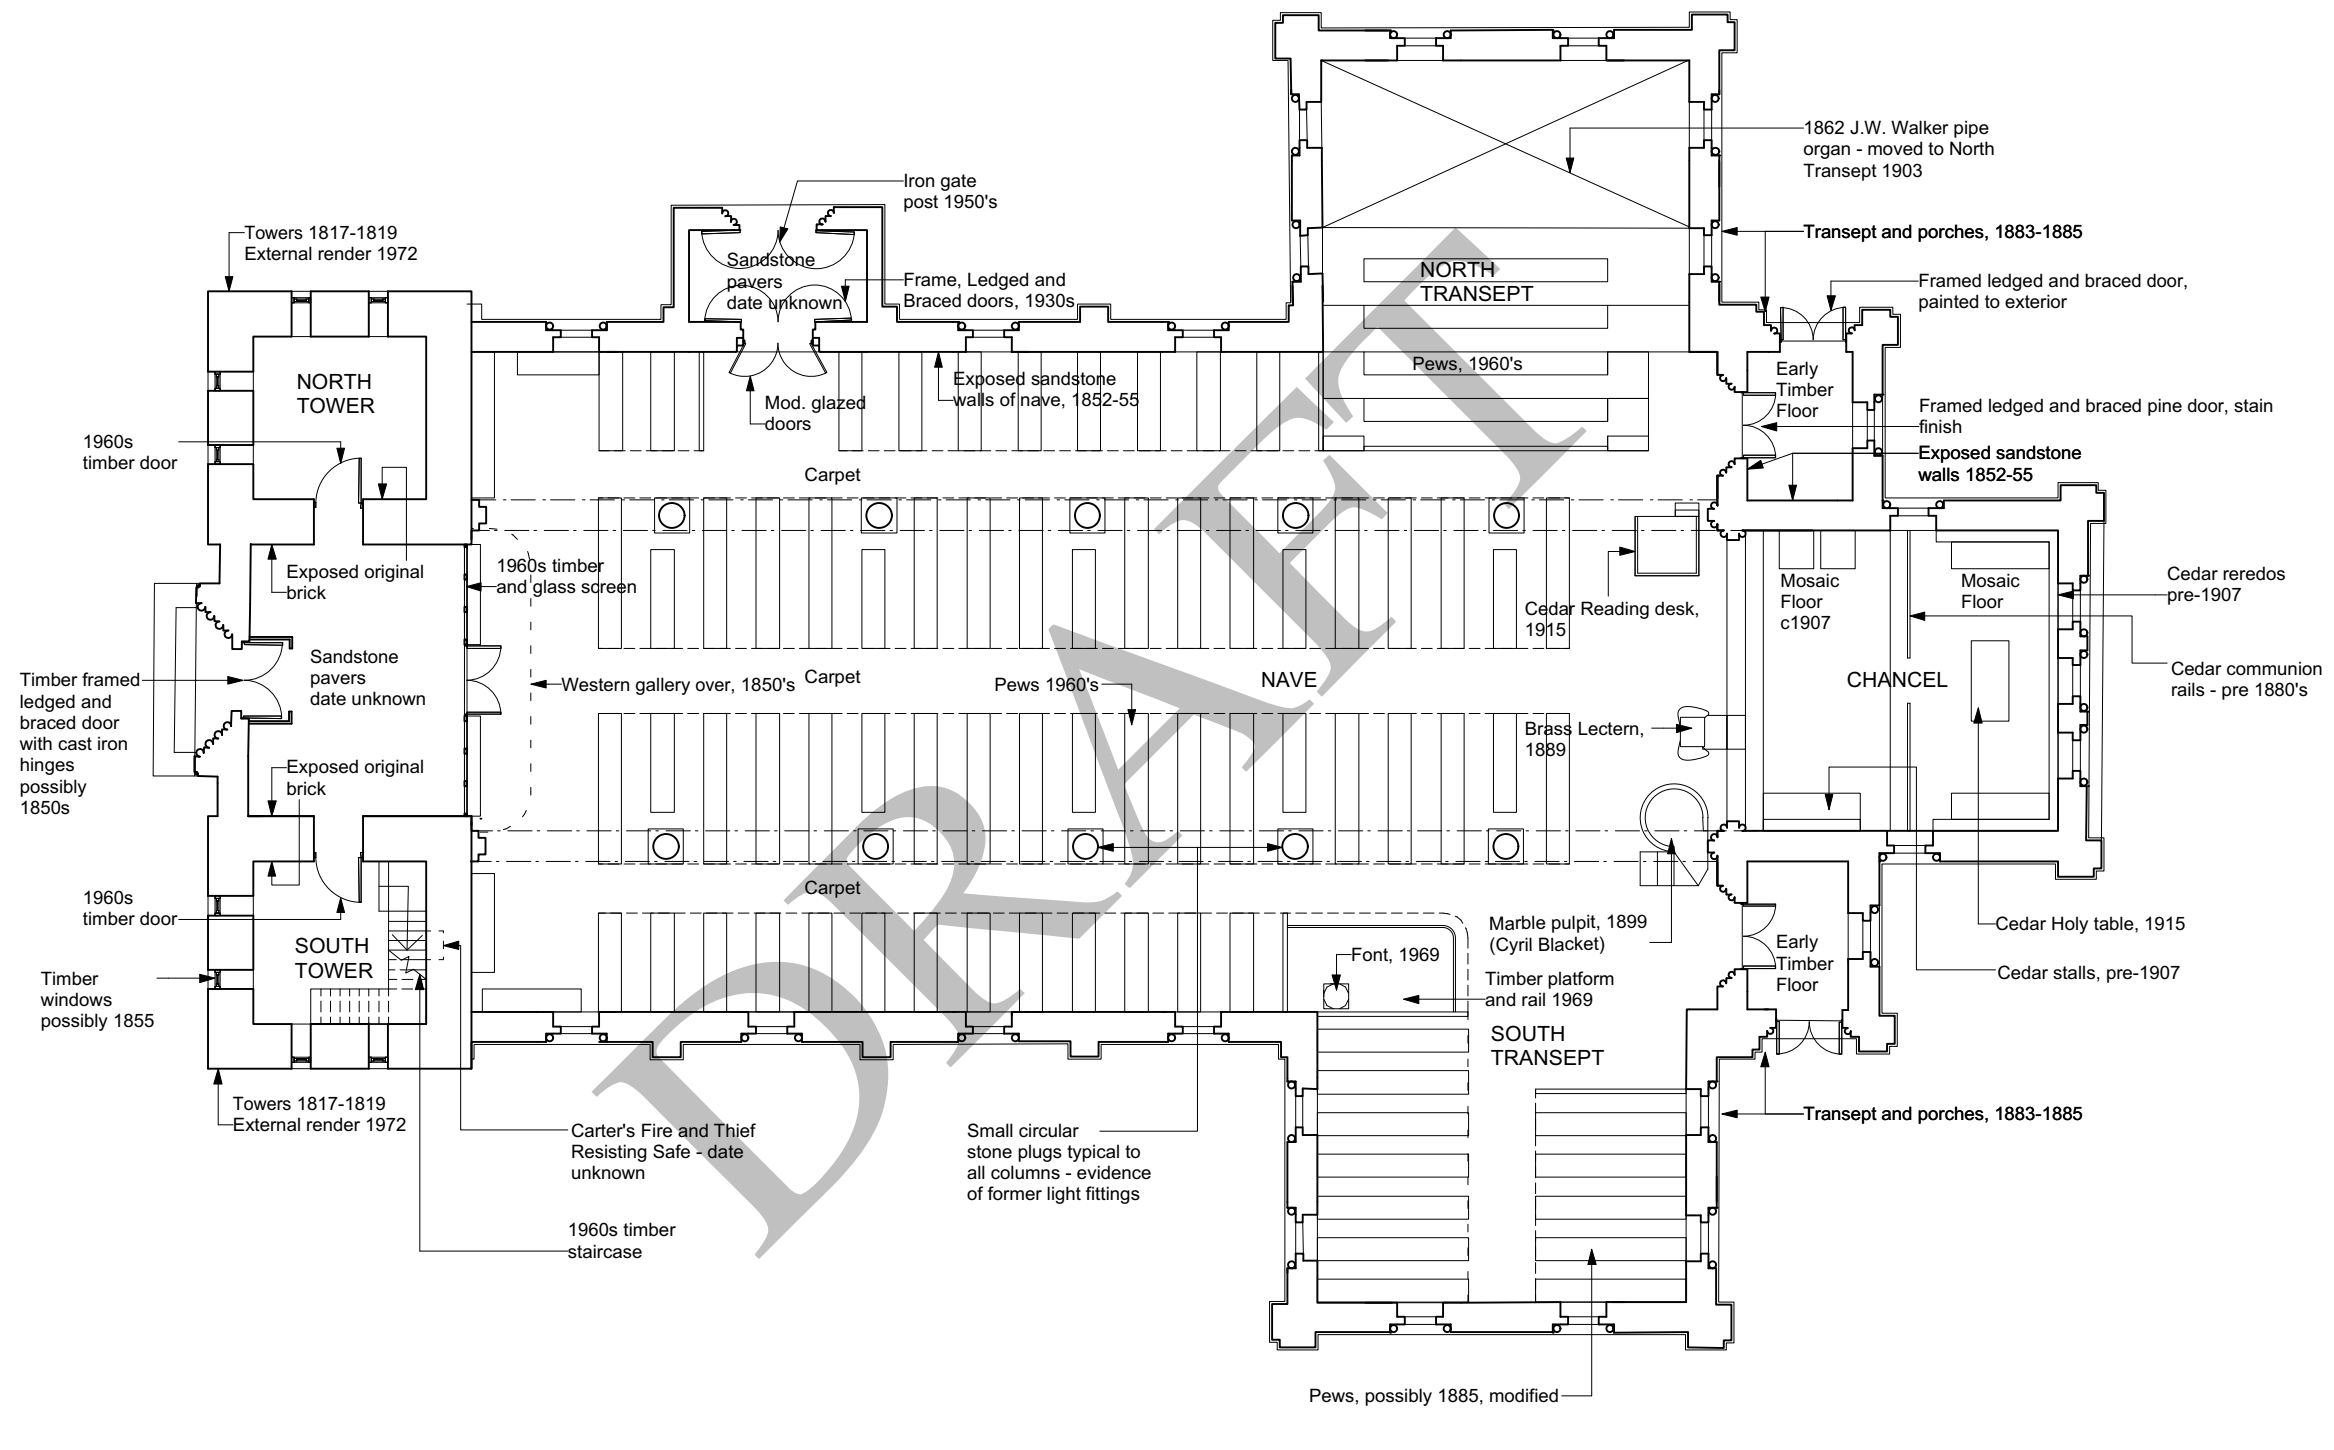 1862 J.W. Walker pipe
organ - moved to North
Transept 1903
Iron gate
post 1950's
Towers 1817-1819
External render 1972
Transept and porches, 1883-1885
Sandstone
pavers
date unknown
Frame, Ledged and
Braced doors, 1930s
NORTH
TRANSEPT
Framed ledged and braced door,
painted to exterior
Pews, 1960's
NORTH
TOWER
Exposed sandstone
walls of nave, 1852-55
Mod. glazed
doors
Early
Timber
Floor
Framed ledged and braced pine door, stain
finish
1960s
timber door
Exposed sandstone
walls 1852-55
Carpet
Exposed original
brick
1960s timber
and glass screen
Cedar Reading desk,
1915
Mosaic
Floor
c1907
Mosaic
Floor
Cedar reredos
pre-1907
Timber framed
ledged and
braced door
with cast iron
hinges
possibly
1850s
Sandstone
pavers
date unknown
Western gallery over, 1850's
Carpet
Pews 1960's
NAVE
CHANCEL
Cedar communion
rails - pre 1880's
Brass Lectern,
1889
Exposed original
brick
DRAFT
1960s
timber door
Carpet
SOUTH
TOWER
Marble pulpit, 1899
(Cyril Blacket)
Font, 1969
Timber platform
and rail 1969
Early
Timber
Floor
Cedar Holy table, 1915
Cedar stalls, pre-1907
Timber
windows
possibly 1855
SOUTH
TRANSEPT
Towers 1817-1819
External render 1972
Carter's Fire and Thief
Resisting Safe - date
unknown
Small circular
stone plugs typical to
all columns - evidence
of former light fittings
Transept and porches, 1883-1885
1960s timber
staircase
Pews, possibly 1885, modified